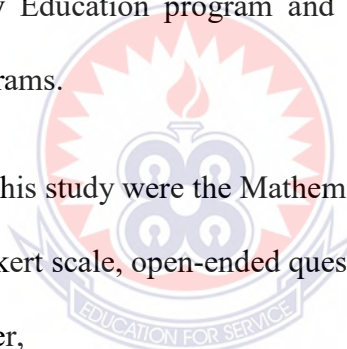 Education program and
rams.
his study were the Mathem
kert scale, open-ended ques
EDUCATION FOR SERVICE
er,